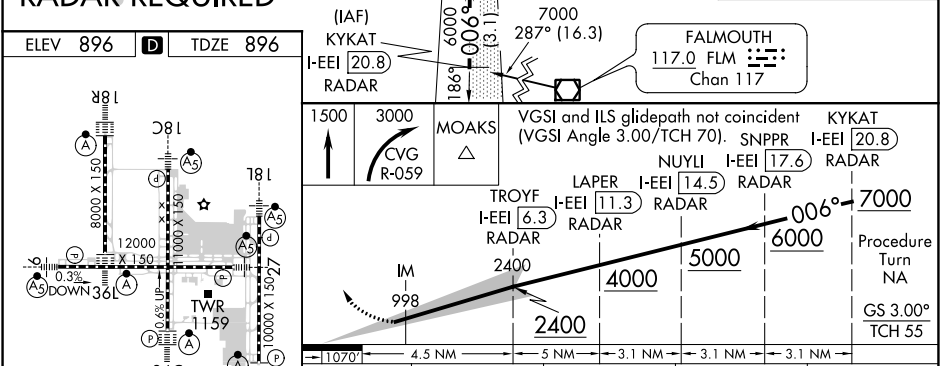 RADAR REQUIRED
ELEV 896 D TDZE 896
(IAF)
KYKAT
I-EEI 20.8
RADAR
6000
006°
(3.1)
186°
7000
287° (16.3)
FALMOUTH
117.0 FLM
Chan 117
18R
18C
18L
A
A5
P
8000 X 150
11000 X 150
A5
A5
P
9
P
12000
X 150
A5
0.3%
DOWN
36L
A
0.6% UP
P
27
TWR
1159
10000 X 150
P
A
A
P
1500
3000
CVG
R-059
MOAKS
VGSI and ILS glidepath not coincident
(VGSI Angle 3.00/TCH 70).
KYKAT
I-EEI 20.8
RADAR
SNPPR
I-EEI 17.6
RADAR
NUYLI
I-EEI 14.5
RADAR
LAPER
I-EEI 11.3
RADAR
TROYF
I-EEI 6.3
RADAR
006°
7000
6000
5000
4000
2400
2400
IM
998
Procedure
Turn
NA
GS 3.00°
TCH 55
1070'
4.5 NM
5 NM
3.1 NM
3.1 NM
3.1 NM